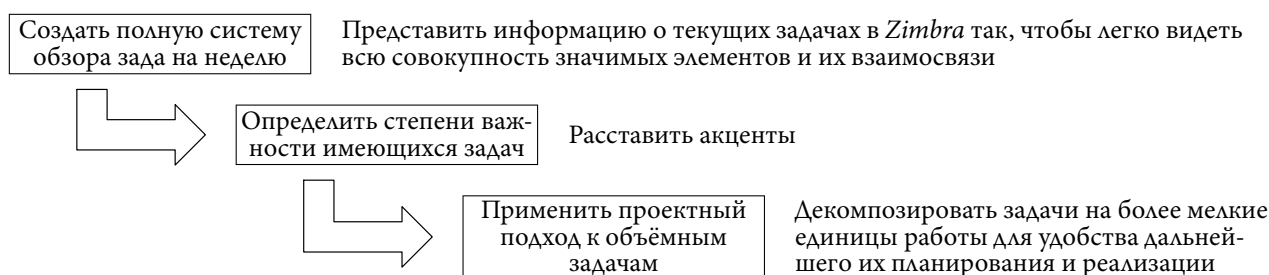 Создать полную систему
обзора зада на неделю
Представить информацию о текущих задачах в Zimbra так, чтобы легко видеть
всю совокупность значимых элементов и их взаимосвязи
Определить степени важ-
ности имеющихся задач
Расставить акценты
Применить проектный
подход к объёмным
задачам
Декомпозировать задачи на более мелкие
единицы работы для удобства дальней-
шего их планирования и реализации